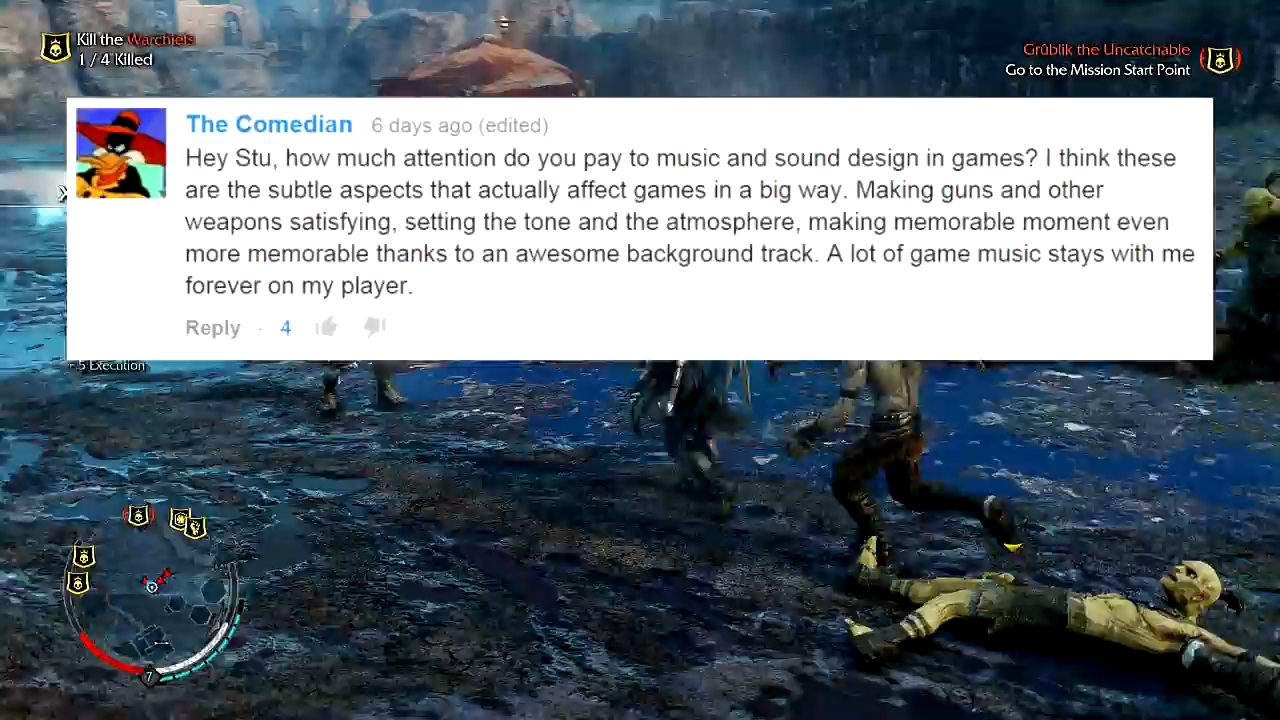 Kill the Warchiefs
1 / 4 Killed
Grûblik the Uncatchable
Go to the Mission Start Point
The Comedian 6 days ago (edited)
Hey Stu, how much attention do you pay to music and sound design in games? I think these
are the subtle aspects that actually affect games in a big way. Making guns and other
weapons satisfying, setting the tone and the atmosphere, making memorable moment even
more memorable thanks to an awesome background track. A lot of game music stays with me
forever on my player.
Reply · 4
Execution
7